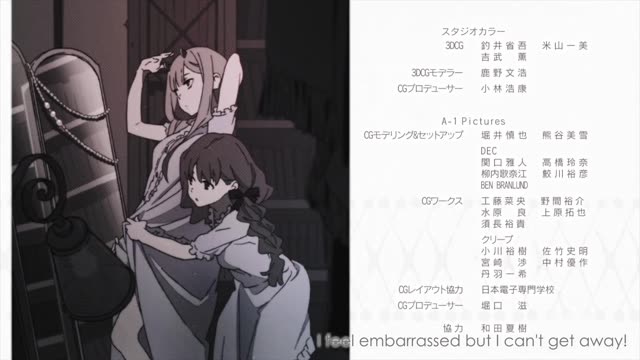 スタジオカラー
3DCG 釣井省吾 米山一美
吉武 薫
3DCGモデラー 鹿野文浩
CGプロデューサー 小林浩康
A-1 Pictures
CGモデリング&セットアップ 堀井慎也 熊谷美雪
DEC
関口雅人 高橋玲奈
柳内歌奈江 鮫川裕彦
BEN BRANLUND
CGワークス 工藤菜央 野間裕介
水原 良 上原拓也
須長裕貴
クリープ
小川裕樹 佐竹史明
宮崎 渉 中村優作
丹羽一希
CGレイアウト協力 日本電子専門学校
CGプロデューサー 堀口 滋
協力 和田夏樹
I feel embarrassed but I can't get away!